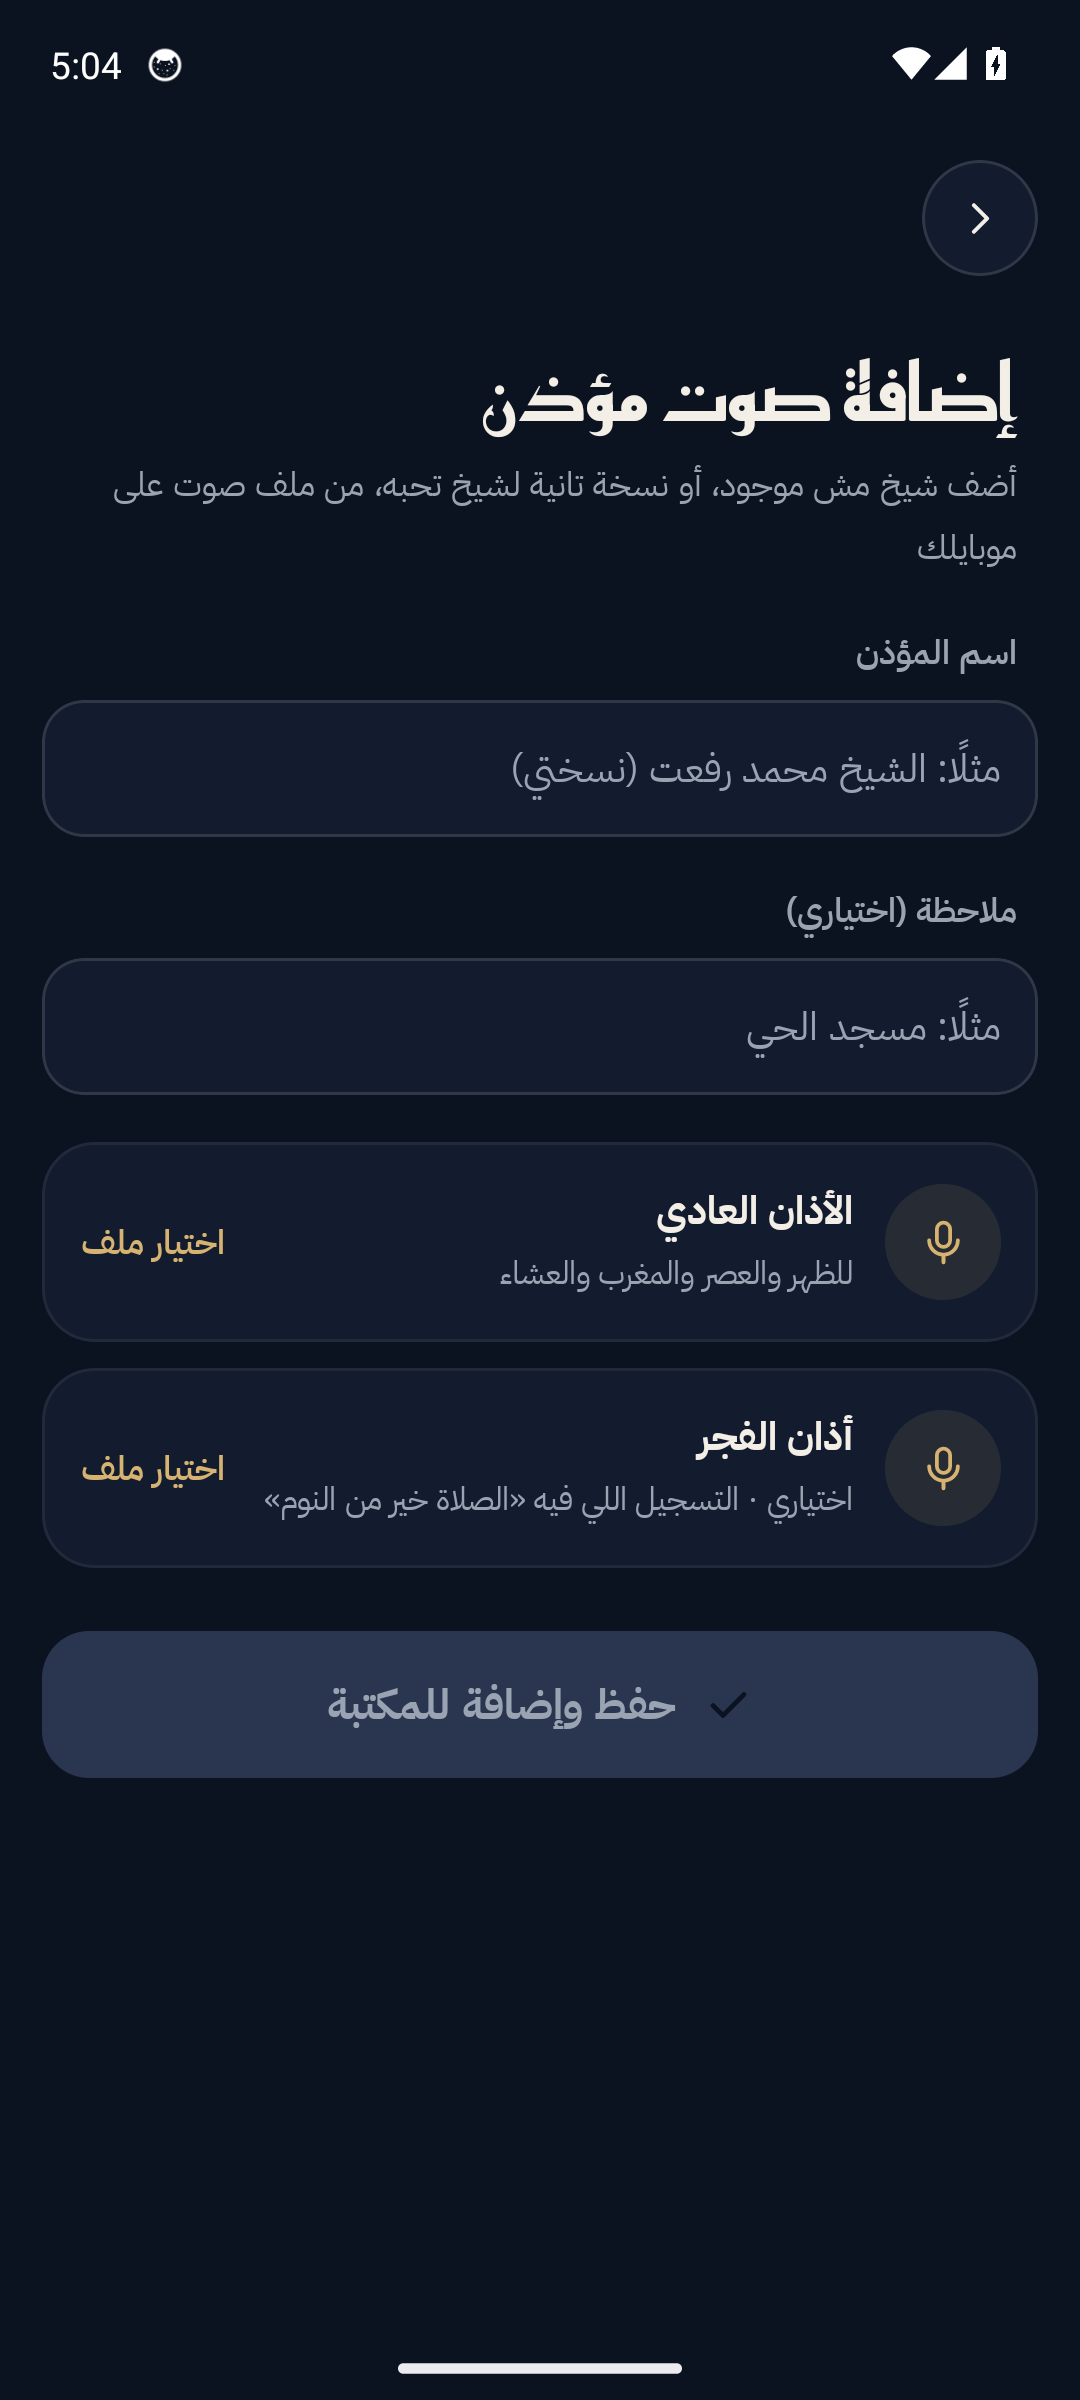 5:04
إضافة صوت مؤذن
أضف شيخ مش موجود، أو نسخة تانية لشيخ تحبه، من ملف صوت على
موبايلك
اسم المؤذن
مثلًا: الشيخ محمد رفعت (نسختي)
ملاحظة (اختياري)
مثلًا: مسجد الحي
الأذان العادي
للظهر والعصر والمغرب والعشاء
اختيار ملف
أذان الفجر
اختياري · التسجيل اللي فيه «الصلاة خير من النوم»
اختيار ملف
حفظ وإضافة للمكتبة